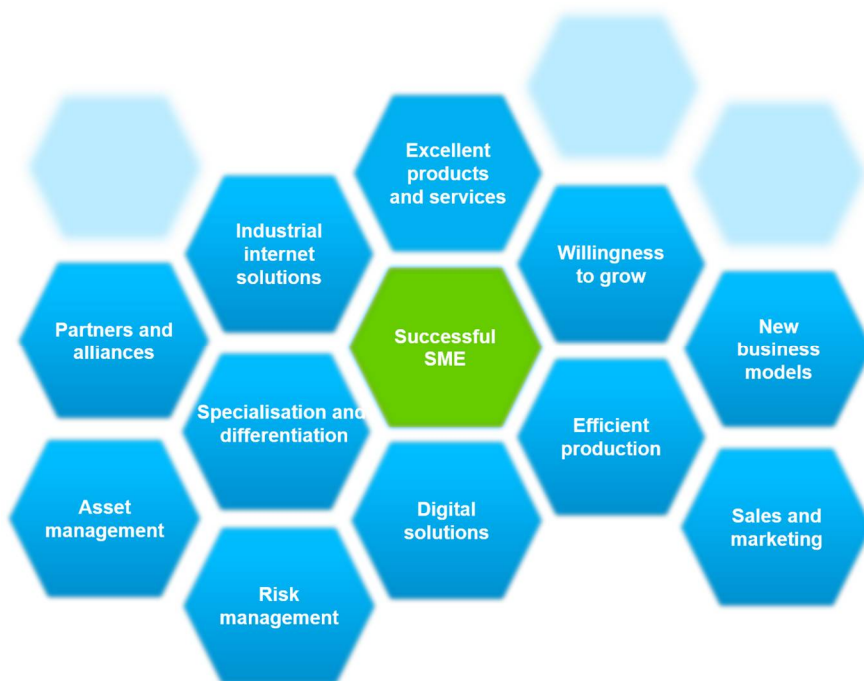 Excellent
products
and services
Industrial
internet
solutions
Willingness
to grow
Partners and
alliances
Successful
SME
New
business
models
Specialisation and
differentiation
Efficient
production
Asset
management
Digital
solutions
Sales and
marketing
Risk
management